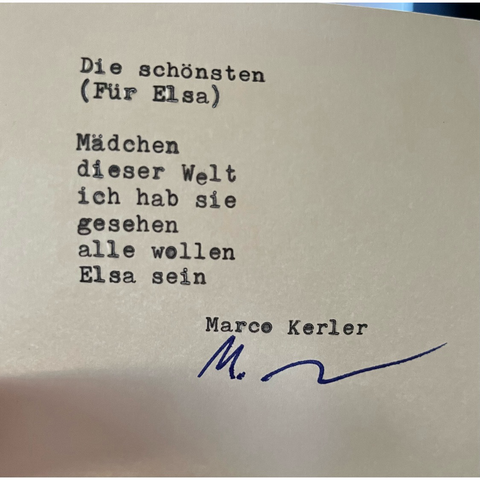 Die schönsten
(Für Elsa)
Mädchen
dieser Welt
ich hab sie
gesehen
alle wollen
Elsa sein
Marco Kerler